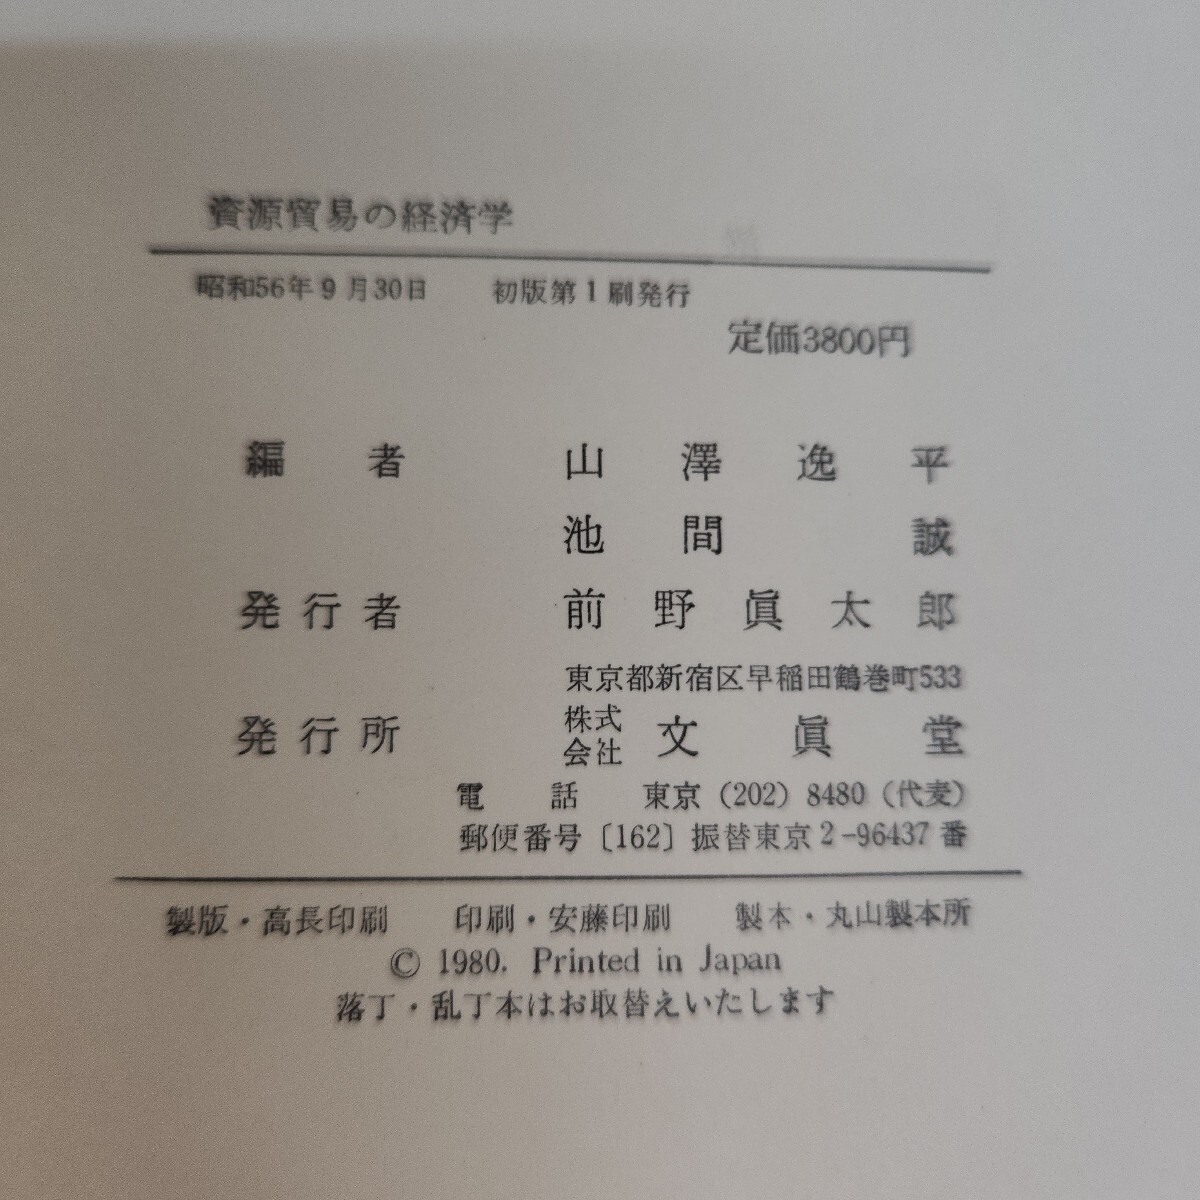 資源貿易の経済学
昭和56年9月30日　初版第1刷発行
定価3800円
編者　山澤逸平
池間誠
発行者　前野眞太郎
東京都新宿区早稲田鶴巻町533
発行所　株式会社　文眞堂
電話　東京（202）8480（代麦）
郵便番号〔162〕振替東京2-96437番
製版・高長印刷　印刷・安藤印刷　製本・丸山製本所
© 1980. Printed in Japan
落丁・乱丁本はお取替えいたします